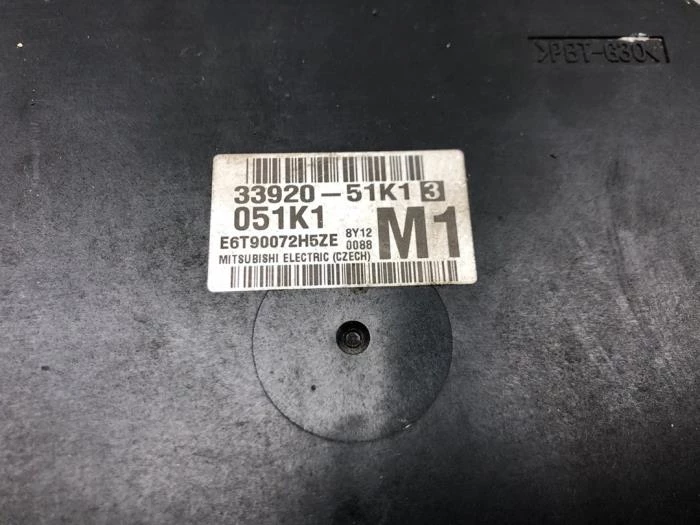 >PBT-G30<
33920-51K1 3
051K1
E6T90072H5ZE
8Y12
0088
M1
MITSUBISHI ELECTRIC (CZECH)